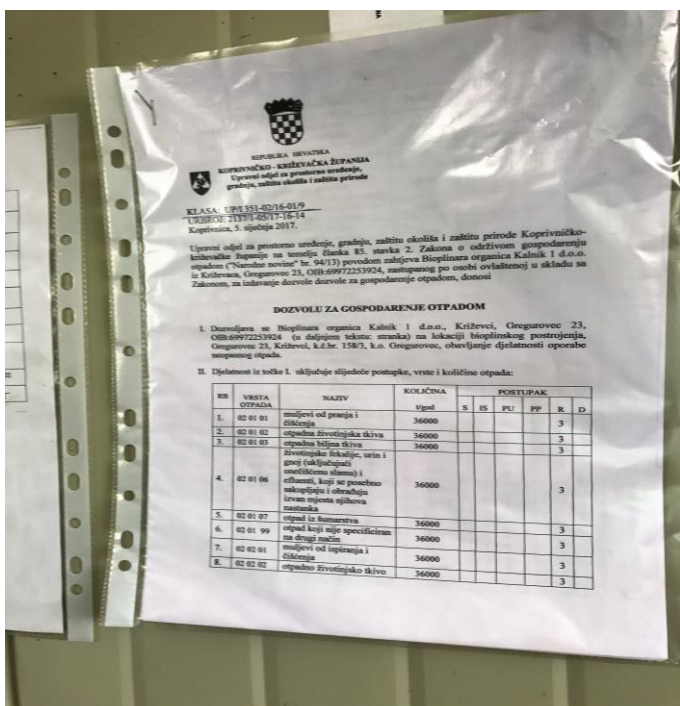 REPUBLIKA HRVATSKA
KOPRIVNIČKO - KRIŽEVAČKA ŽUPANIJA
Upravni odjel za prostorno uređenje,
gradnju, zaštitu okoliša i zaštitu prirode
KLASA: UP/I 351-02/16-01/9
URBROJ: 2137/1-05/17-16-14
Koprivnica, 5. siječnja 2017.
Upravni odjel za prostorno uređenje, gradnju, zaštitu okoliša i zaštitu prirode Koprivničko-
križevačke županije na temelju članka 85. stavka 2. Zakona o održivom gospodarenju
otpadom ("Narodne novine" br. 94/13) povodom zahtjeva Bioplinara organica Kalnik 1 d.o.o.
iz Križevaca, Gregurovec 23, OIB:69972253924, zastupanog po osobi ovlaštenoj u skladu sa
Zakonom, za izdavanje dozvole dozvole za gospodarenje otpadom, donosi
DOZVOLU ZA GOSPODARENJE OTPADOM
I. Dozvoljava se Bioplinara organica Kalnik 1 d.o.o., Križevci, Gregurovec 23,
OIB:69972253924 (u daljnjem tekstu: stranka) na lokaciji bioplinskog postrojenja,
Gregurovec 23, Križevci, k.č.br. 158/3, k.o. Gregurovec, obavljanje djelatnosti oporabe
neopasnog otpada.
II. Djelatnost iz točke I. uključuje slijedeće postupke, vrste i količine otpada:
RB VRSTA OTPADA NAZIV KOLIČINA t/god POSTUPAK
S IS PU PP R D
1. 02 01 01 muljevi od pranja i
čišćenja 36000 3
2. 02 01 02 otpadna životinjska tkiva 36000 3
3. 02 01 03 otpadna biljna tkiva 36000 3
životinjske fekalije, urin i
gnoj (uključujući
onečišćenu slamu) i
4. 02 01 06 efluenti, koji se posebno 36000 3
sakupljaju i obrađuju
izvan mjesta njihova
nastanka
5. 02 01 07 otpad iz šumarstva 36000 3
6. 02 01 99 otpad koji nije specificiran
na drugi način 36000 3
7. 02 02 01 muljevi od ispiranja i
čišćenja 36000 3
8. 02 02 02 otpadno životinjsko tkivo 36000 3